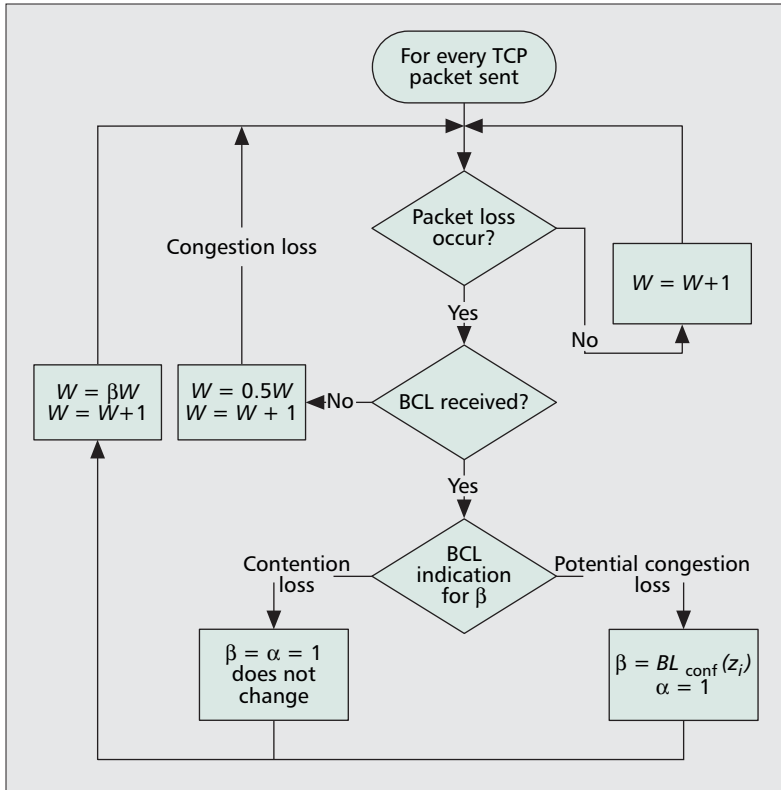 For every TCP
packet sent
Packet loss
occur?
Congestion loss
W = W+1
Yes
No
W = βW
W = W+1
W = 0.5W
W = W + 1
No
BCL received?
Yes
BCL
indication
for β
Contention
loss
Potential congestion
loss
β = α = 1
does not
change
β = BL conf (zi)
α = 1